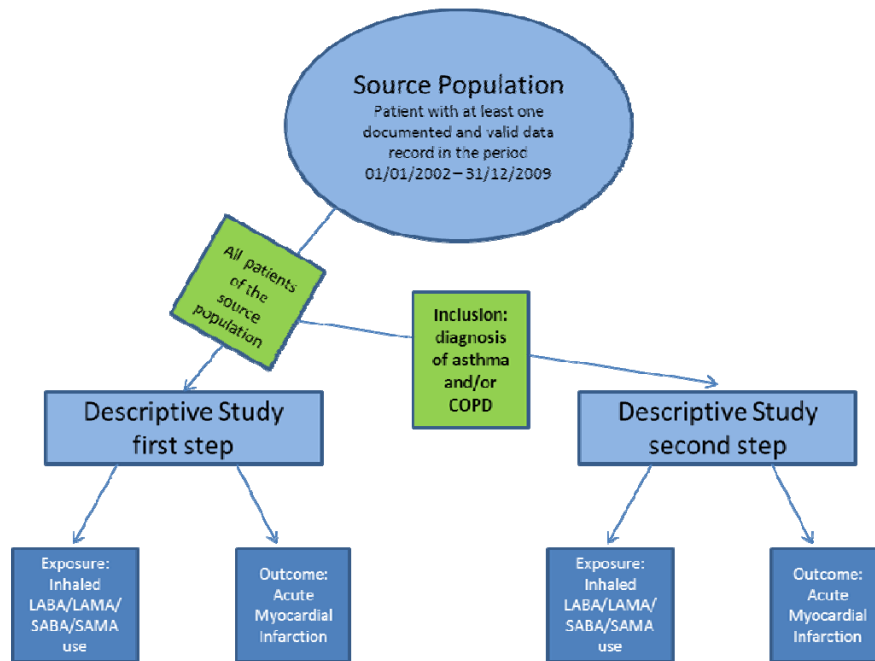 Source Population
Patient with at least one
documented and valid data
record in the period
01/01/2002 – 31/12/2009
All patients
of the
source
population
Inclusion:
diagnosis
of asthma
and/or
COPD
Descriptive Study
first step
Descriptive Study
second step
Exposure:
Inhaled
LABA/LAMA/
SABA/SAMA
use
Outcome:
Acute
Myocardial
Infarction
Exposure:
Inhaled
LABA/LAMA/
SABA/SAMA
use
Outcome:
Acute
Myocardial
Infarction